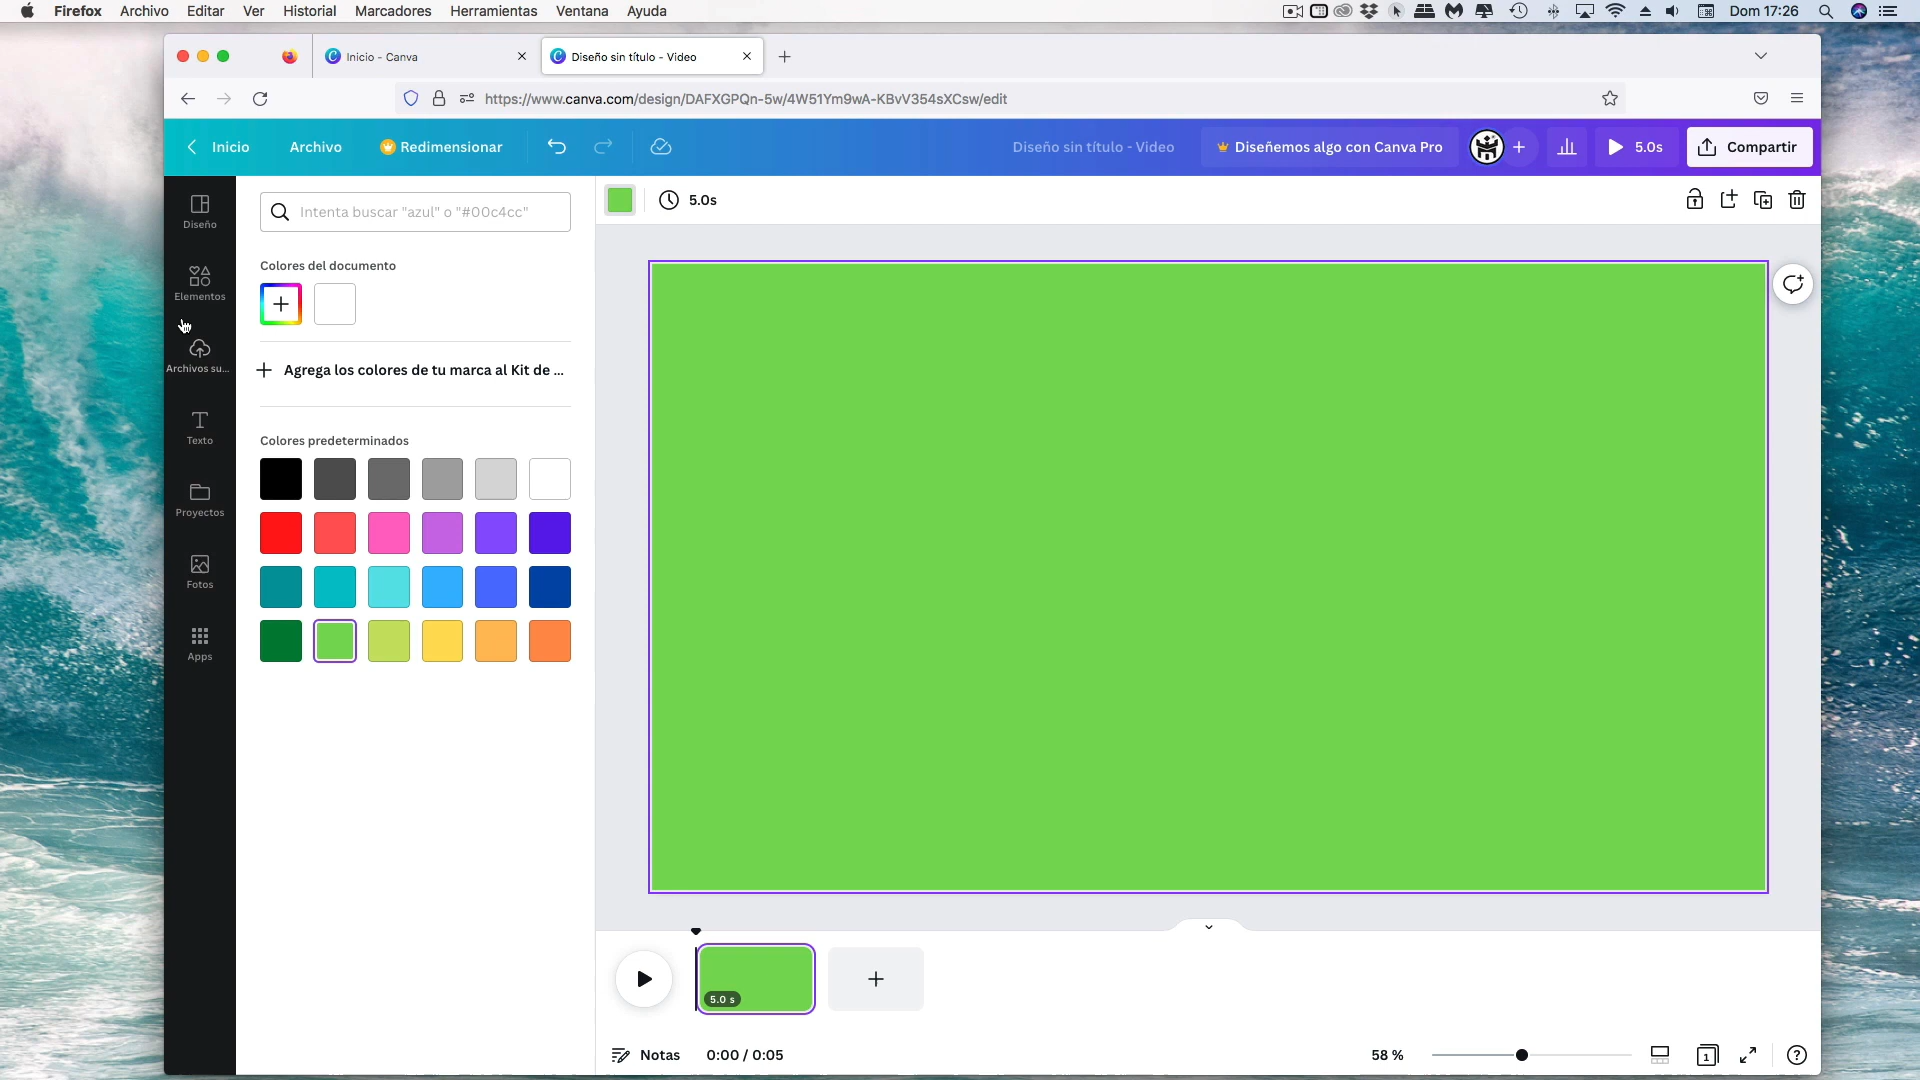 Firefox Archivo Editar Ver Historial Marcadores Herramientas Ventana Ayuda Dom 17:26
Inicio - Canva
Diseño sin título - Video
https://www.canva.com/design/DAFXGPQn-5w/4W51Ym9wA-KBvV354sXCsw/edit
Inicio Archivo Redimensionar Diseño sin título - Video Diseñemos algo con Canva Pro 5.0s Compartir
Diseño
Elementos
Archivos su...
Texto
Proyectos
Fotos
Apps
Intenta buscar "azul" o "#00c4cc"
Colores del documento
Agrega los colores de tu marca al Kit de ...
Colores predeterminados
5.0s
5.0 s
Notas 0:00 / 0:05 58 % 1